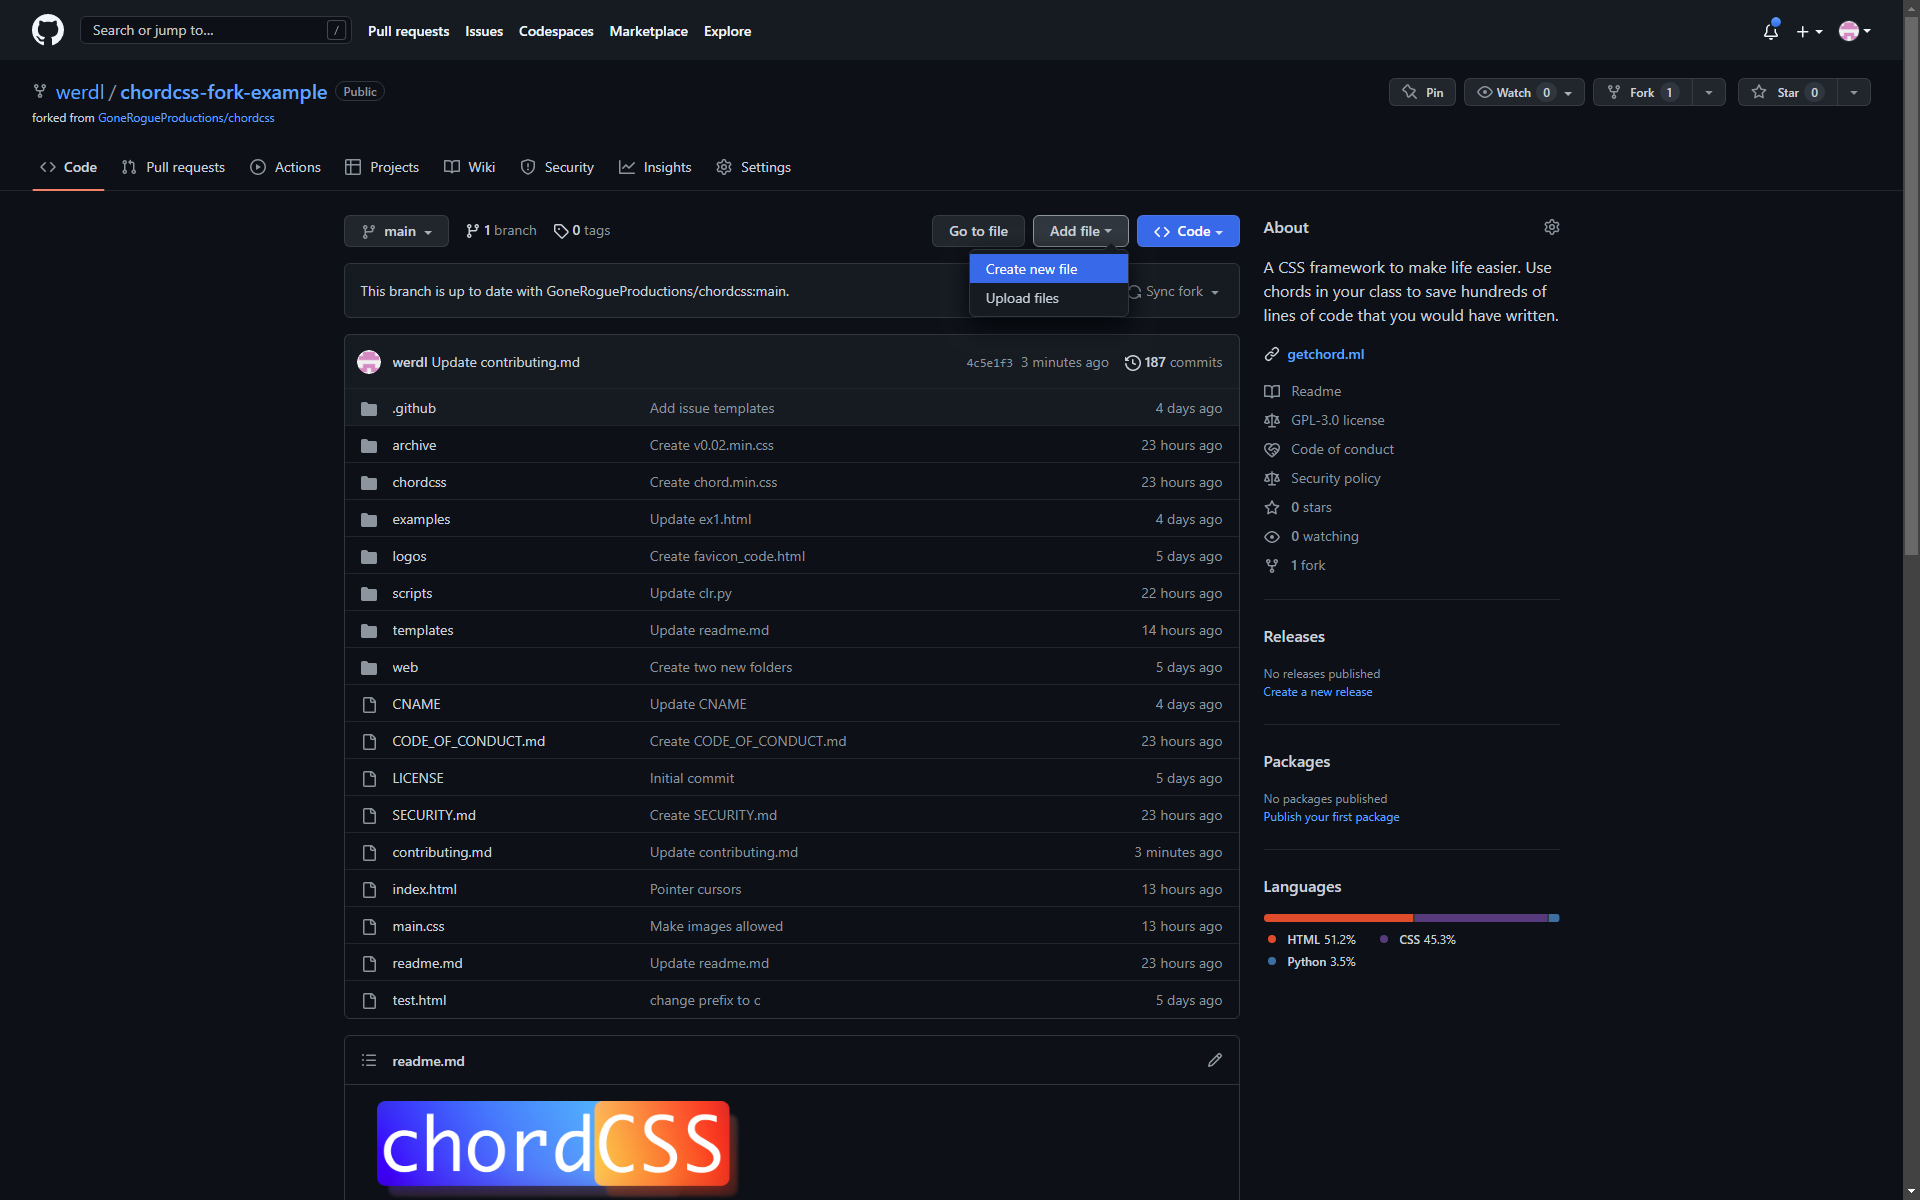 Search or jump to... /
Pull requests Issues Codespaces Marketplace Explore
werdl / chordcss-fork-example Public
forked from GoneRogueProductions/chordcss
Pin Watch 0 Fork 1 Star 0
Code Pull requests Actions Projects Wiki Security Insights Settings
main 1 branch 0 tags Go to file Add file Code
Create new file
Upload files
This branch is up to date with GoneRogueProductions/chordcss:main. Sync fork
werdl Update contributing.md 4c5e1f3 3 minutes ago 187 commits
.github Add issue templates 4 days ago
archive Create v0.02.min.css 23 hours ago
chordcss Create chord.min.css 23 hours ago
examples Update ex1.html 4 days ago
logos Create favicon_code.html 5 days ago
scripts Update clr.py 22 hours ago
templates Update readme.md 14 hours ago
web Create two new folders 5 days ago
CNAME Update CNAME 4 days ago
CODE_OF_CONDUCT.md Create CODE_OF_CONDUCT.md 23 hours ago
LICENSE Initial commit 5 days ago
SECURITY.md Create SECURITY.md 23 hours ago
contributing.md Update contributing.md 3 minutes ago
index.html Pointer cursors 13 hours ago
main.css Make images allowed 13 hours ago
readme.md Update readme.md 23 hours ago
test.html change prefix to c 5 days ago
readme.md
chordCSS
About
A CSS framework to make life easier. Use
chords in your class to save hundreds of
lines of code that you would have written.
getchord.ml
Readme
GPL-3.0 license
Code of conduct
Security policy
0 stars
0 watching
1 fork
Releases
No releases published
Create a new release
Packages
No packages published
Publish your first package
Languages
HTML 51.2% CSS 45.3%
Python 3.5%